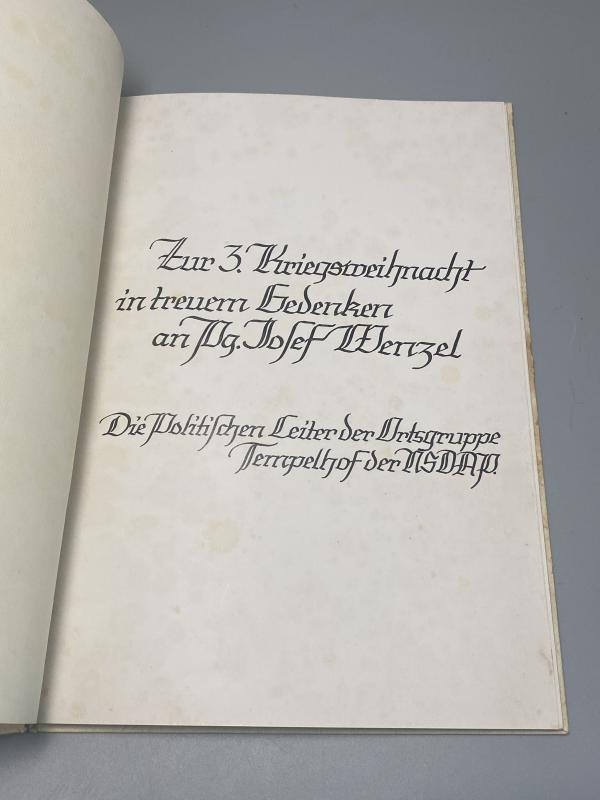 Zur 3. Kriegsweihnacht
in treuem Gedenken
an Pg. Josef Wenzel
Die Politischen Leiter der Ortsgruppe
Tempelhof der NSDAP.